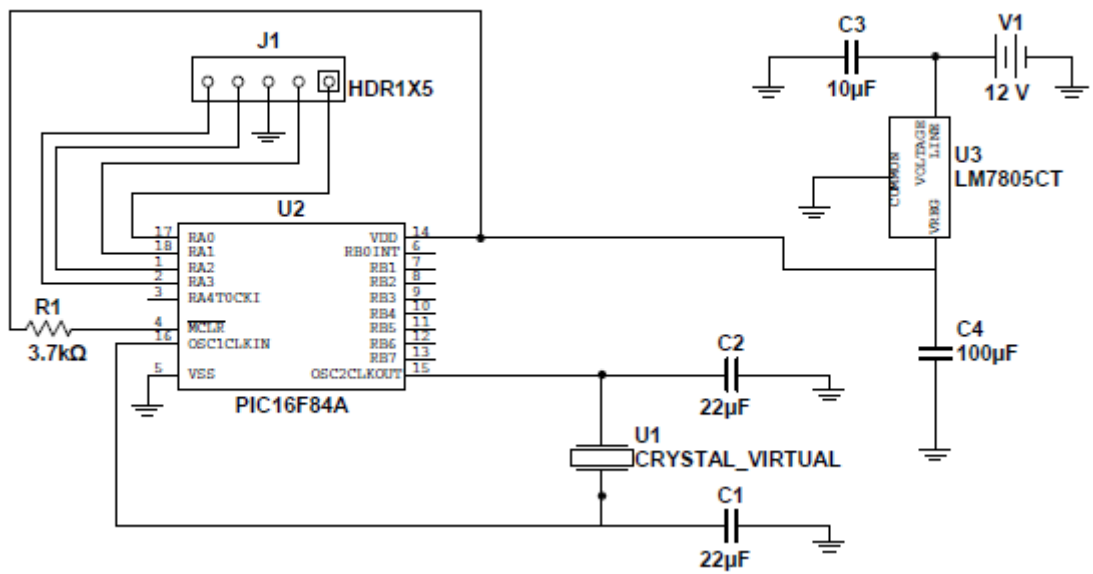 J1
HDR1X5
C3
10µF
V1
12 V
COMMON
VOLTAGE
LINE
VREG
U3
LM7805CT
U2
17 RA0
18 RA1
1 RA2
2 RA3
3 RA4T0CKI
4 MCLR
16 OSC1CLKIN
5 VSS
VDD 14
RB0INT 6
RB1 7
RB2 8
RB3 9
RB4 10
RB5 11
RB6 12
RB7 13
OSC2CLKOUT 15
PIC16F84A
R1
3.7kΩ
C4
100µF
C2
22µF
U1
CRYSTAL_VIRTUAL
C1
22µF